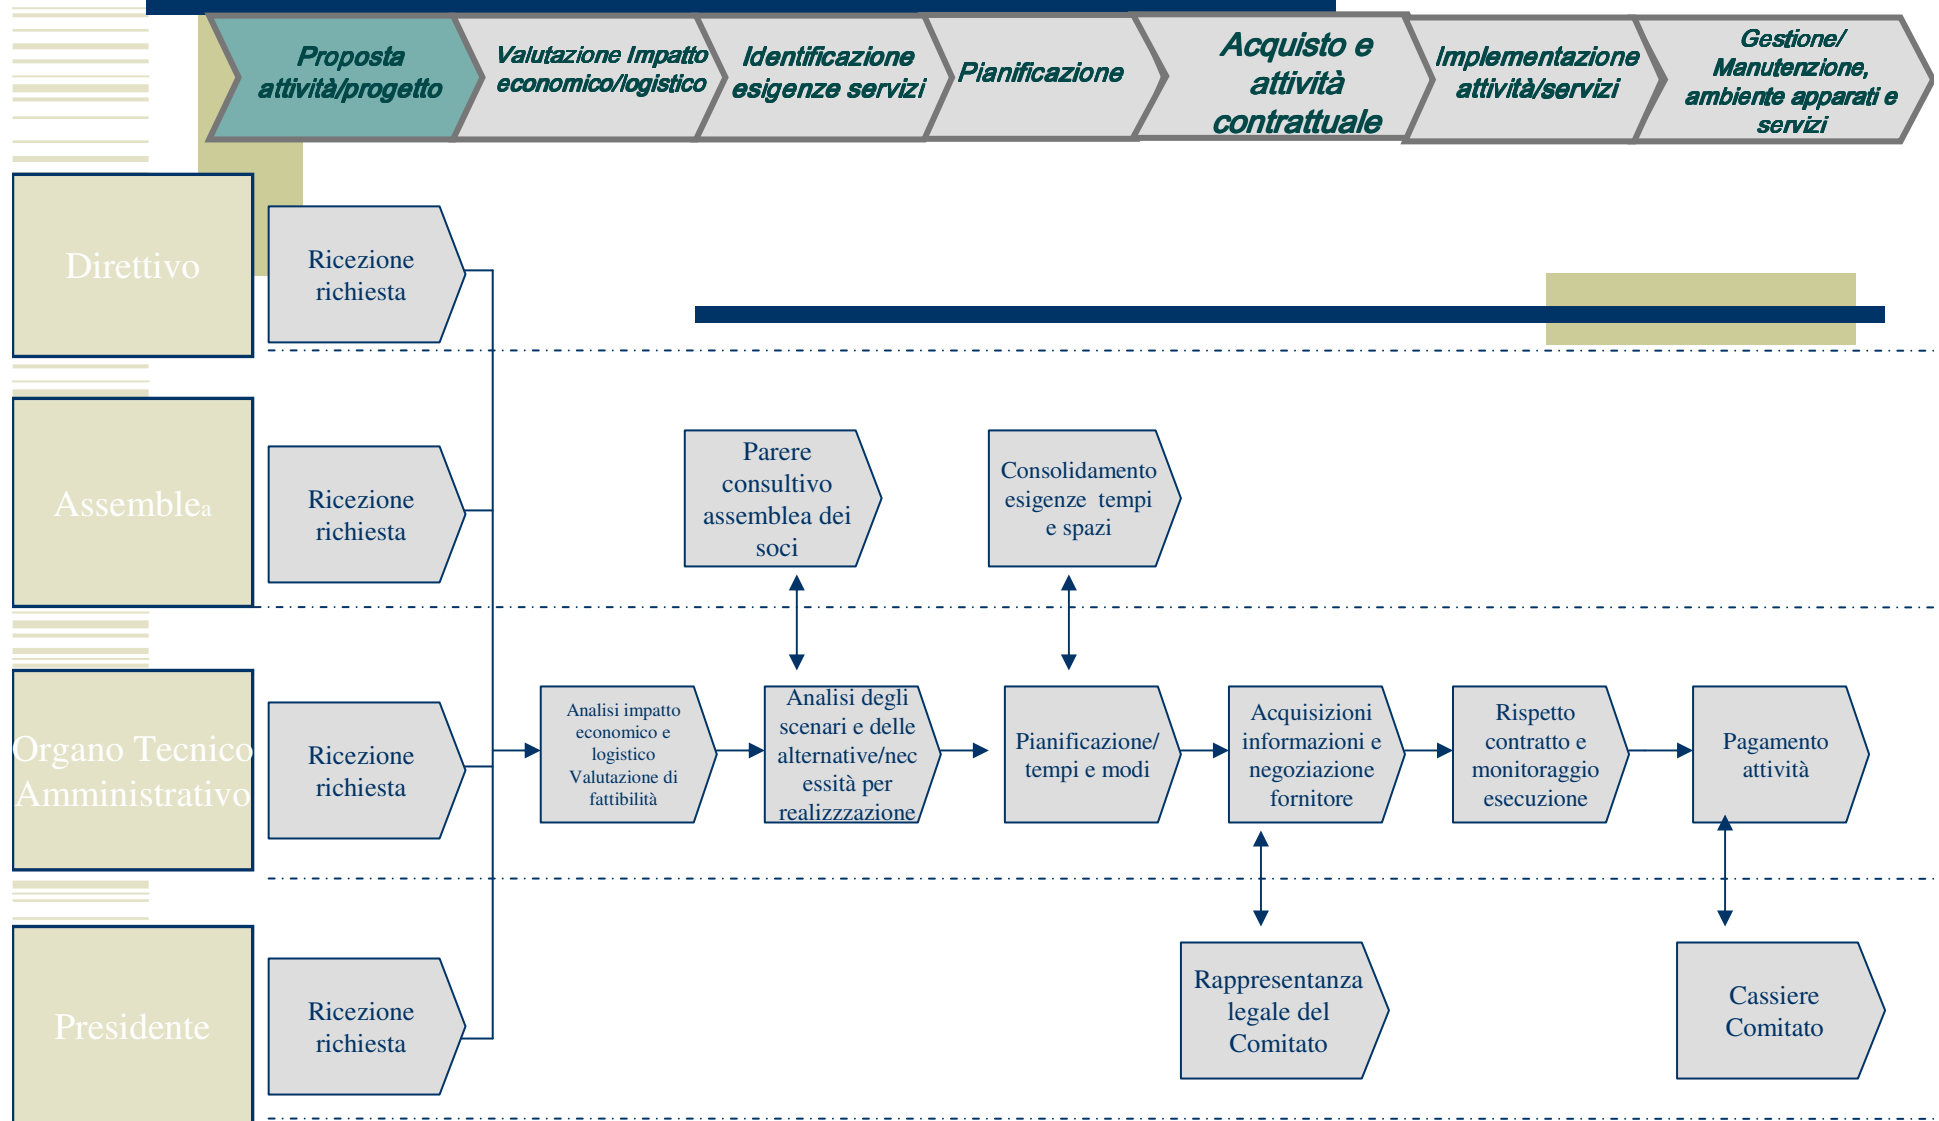 Proposta
attività/progetto
Valutazione Impatto
economico/logistico
Identificazione
esigenze servizi
Pianificazione
Acquisto e
attività
contrattuale
Implementazione
attività/servizi
Gestione/
Manutenzione,
ambiente apparati e
servizi
Direttivo
Ricezione
richiesta
Assemblea
Ricezione
richiesta
Parere
consultivo
assemblea dei
soci
Consolidamento
esigenze tempi
e spazi
Organo Tecnico
Amministrativo
Ricezione
richiesta
Analisi impatto
economico e
logistico
Valutazione di
fattibilità
Analisi degli
scenari e delle
alternative/nec
essità per
realizzzazione
Pianificazione/
tempi e modi
Acquisizioni
informazioni e
negoziazione
fornitore
Rispetto
contratto e
monitoraggio
esecuzione
Pagamento
attività
Presidente
Ricezione
richiesta
Rappresentanza
legale del
Comitato
Cassiere
Comitato